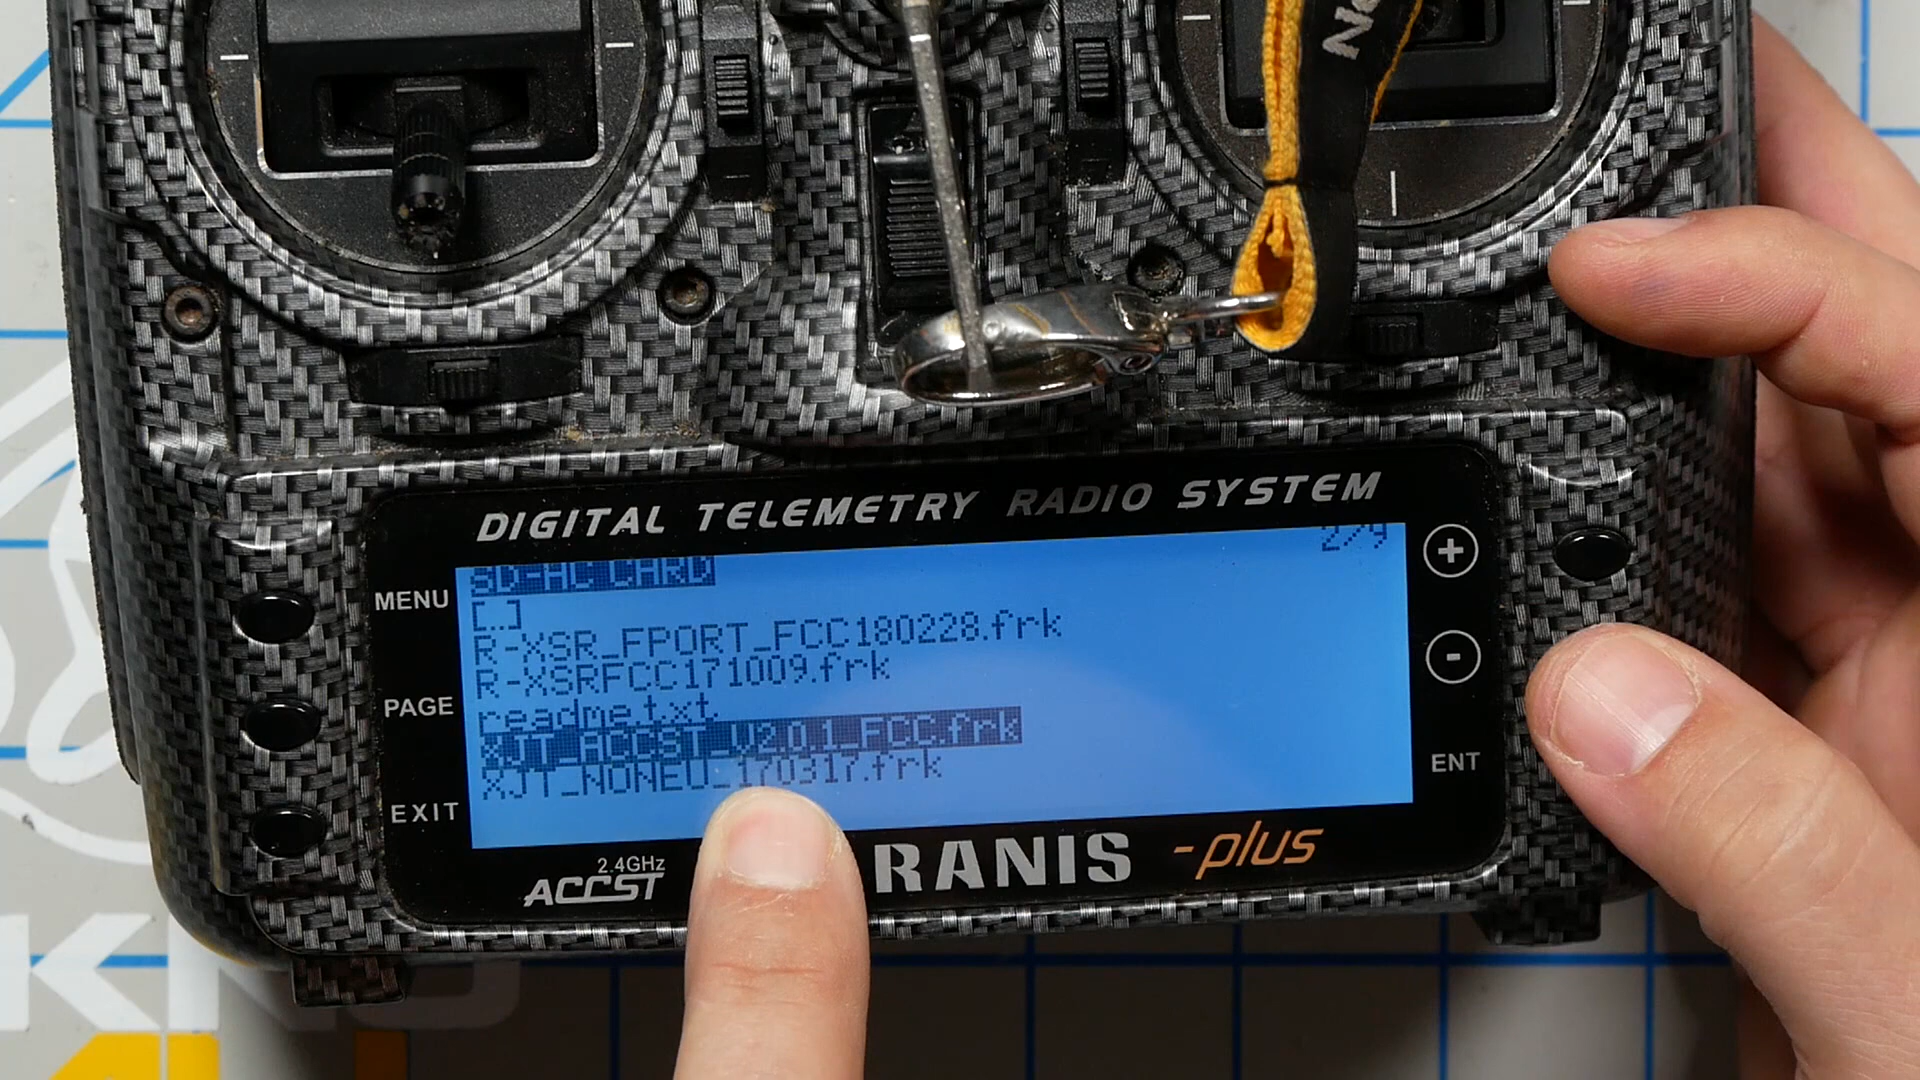 DIGITAL TELEMETRY RADIO SYSTEM
SD-HC CARD 2/9
[..]
R-XSR_FPORT_FCC180228.frk
R-XSRFCC171009.frk
readme.txt
XJT_ACCST_V2.0.1_FCC.frk
XJT_NONEU_170317.frk
MENU
PAGE
EXIT
+
-
ENT
2.4GHz
ACCST
RANIS -plus